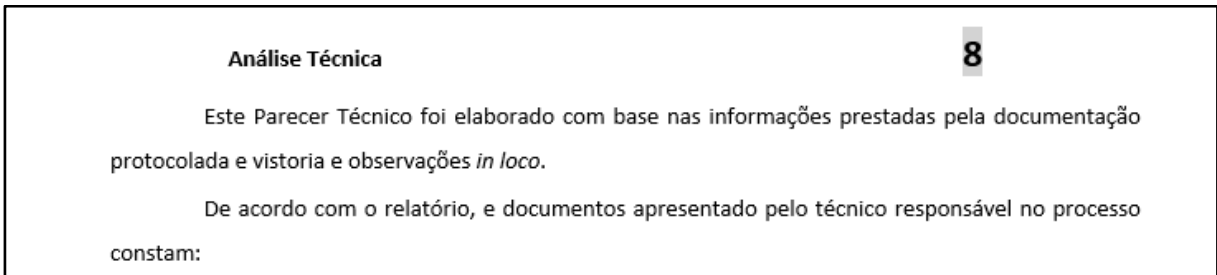 Análise Técnica 8
Este Parecer Técnico foi elaborado com base nas informações prestadas pela documentação
protocolada e vistoria e observações in loco.
De acordo com o relatório, e documentos apresentado pelo técnico responsável no processo
constam: